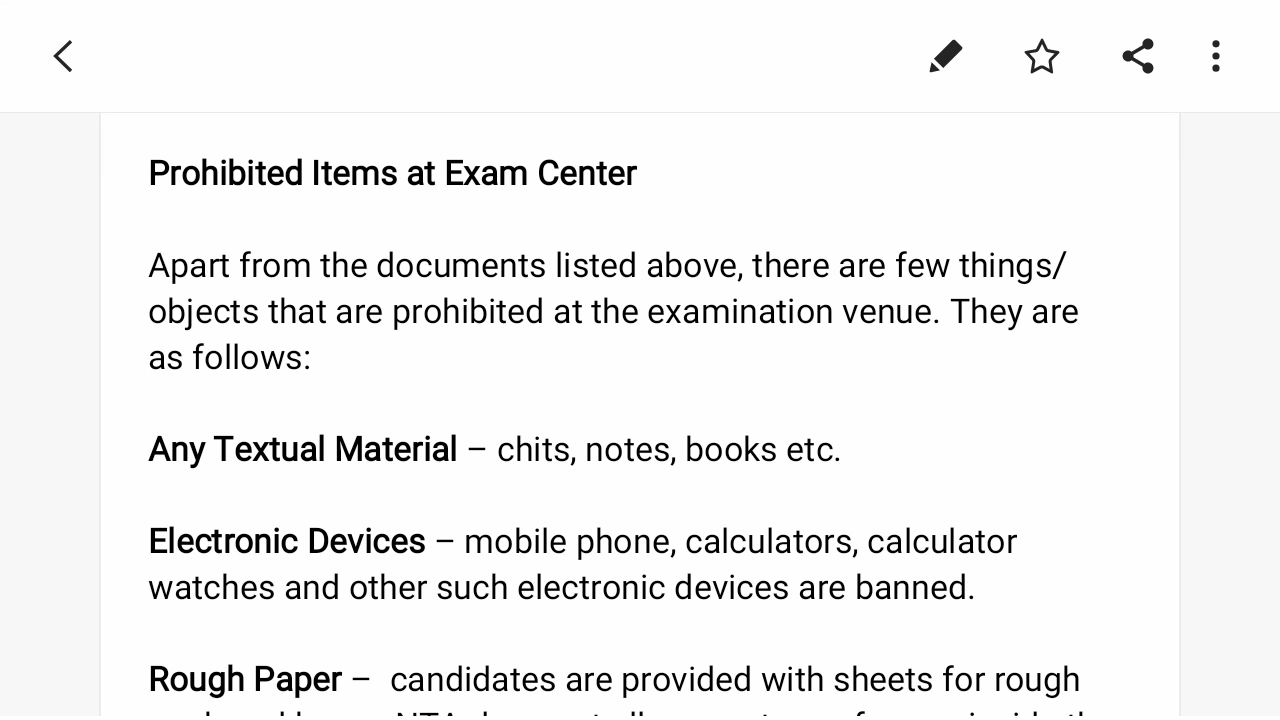 Prohibited Items at Exam Center
Apart from the documents listed above, there are few things/
objects that are prohibited at the examination venue. They are
as follows:
Any Textual Material – chits, notes, books etc.
Electronic Devices – mobile phone, calculators, calculator
watches and other such electronic devices are banned.
Rough Paper –  candidates are provided with sheets for rough